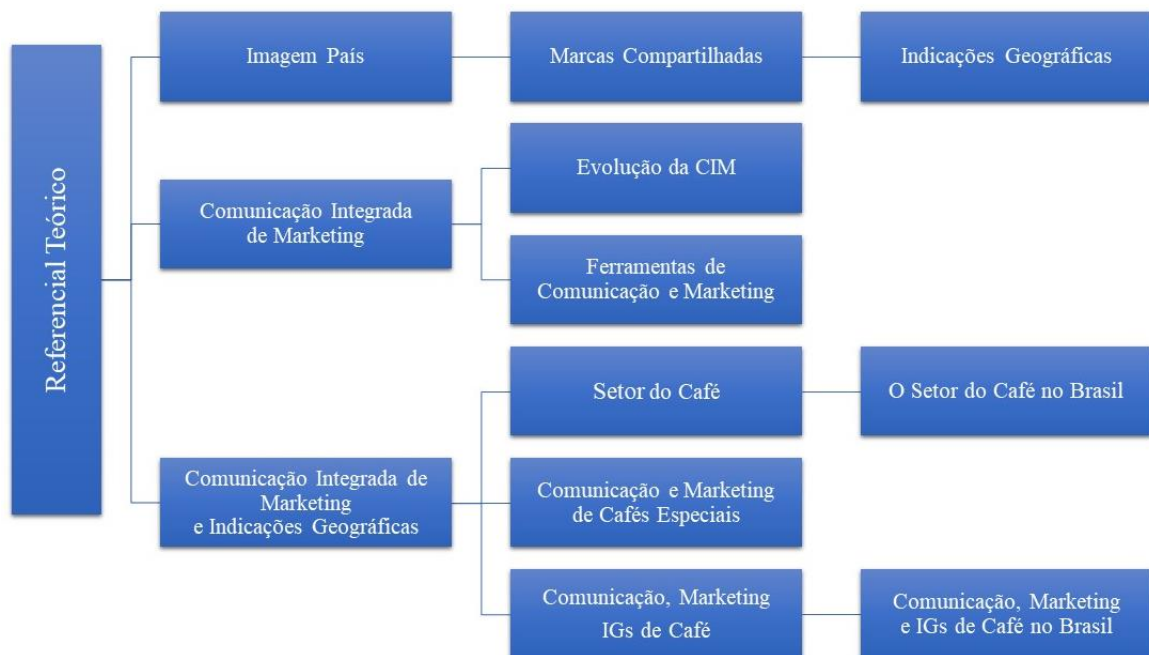 Referencial Teórico
Imagem País
Marcas Compartilhadas
Indicações Geográficas
Comunicação Integrada
de Marketing
Evolução da CIM
Ferramentas de
Comunicação e Marketing
Comunicação Integrada de
Marketing
e Indicações Geográficas
Setor do Café
O Setor do Café no Brasil
Comunicação e Marketing
de Cafés Especiais
Comunicação, Marketing
IGs de Café
Comunicação, Marketing
e IGs de Café no Brasil